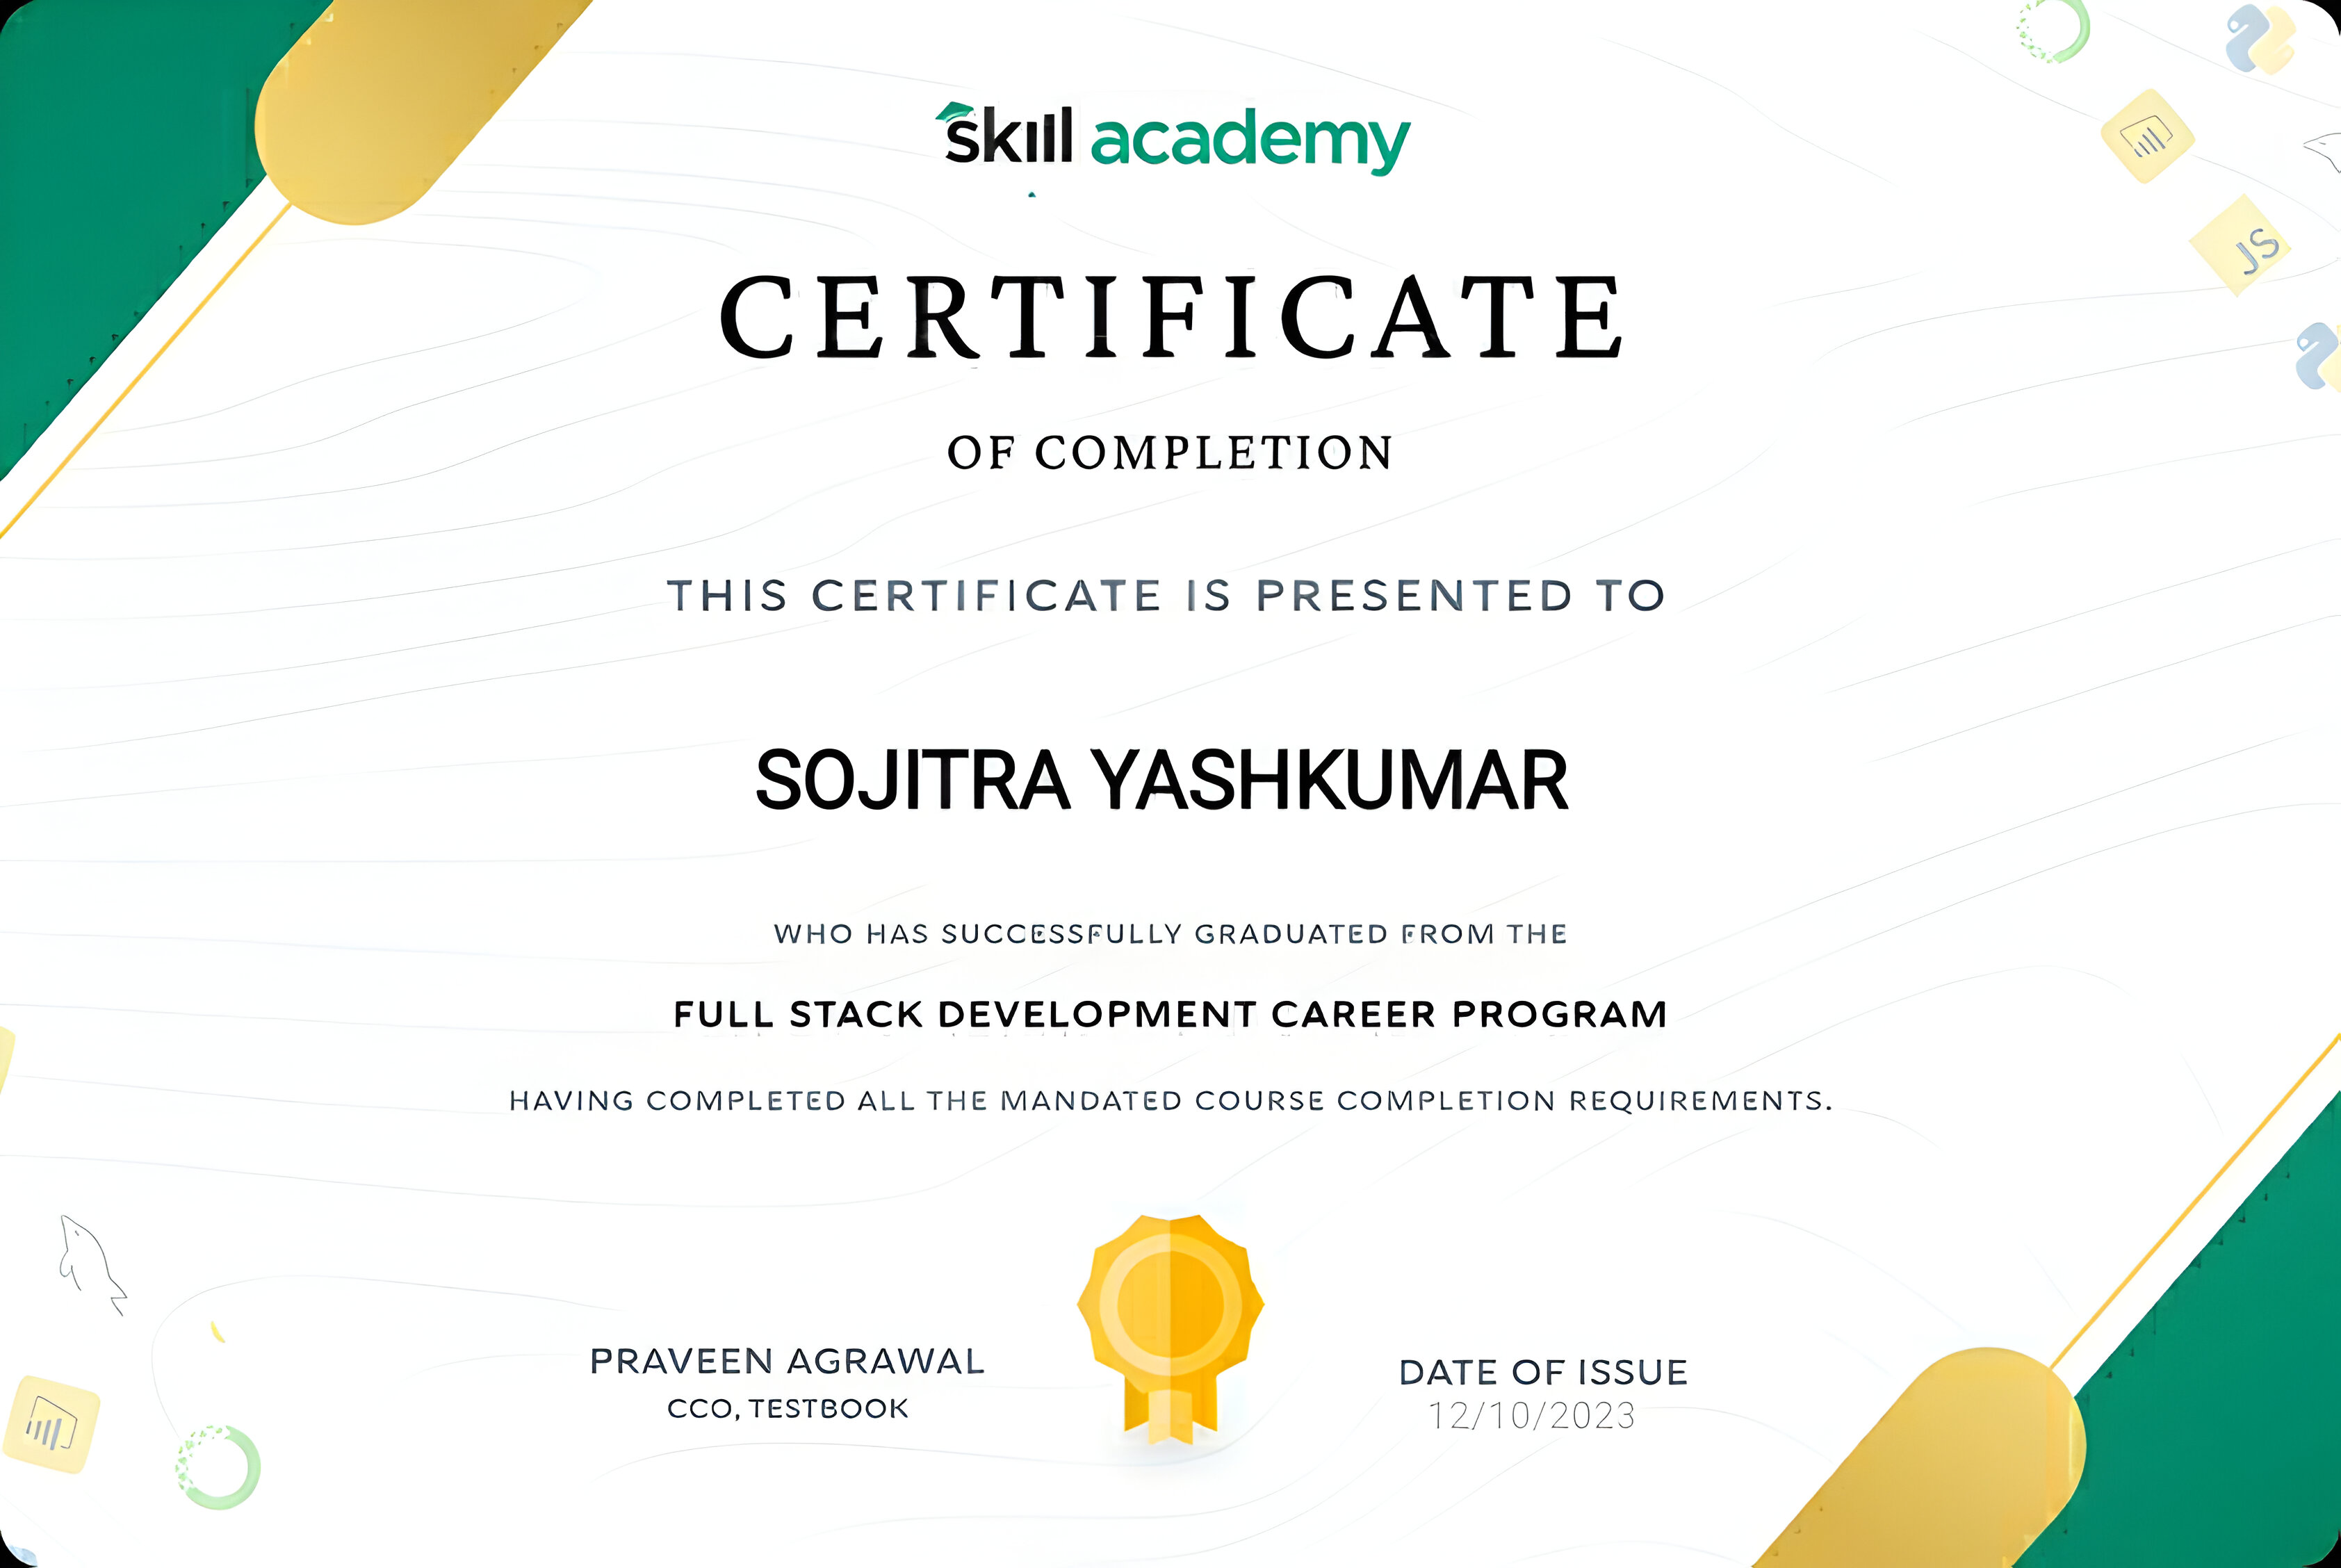 skill academy
JS
CERTIFICATE
OF COMPLETION
THIS CERTIFICATE IS PRESENTED TO
SOJITRA YASHKUMAR
WHO HAS SUCCESSFULLY GRADUATED FROM THE
FULL STACK DEVELOPMENT CAREER PROGRAM
HAVING COMPLETED ALL THE MANDATED COURSE COMPLETION REQUIREMENTS.
PRAVEEN AGRAWAL
CCO, TESTBOOK
DATE OF ISSUE
12/10/2023